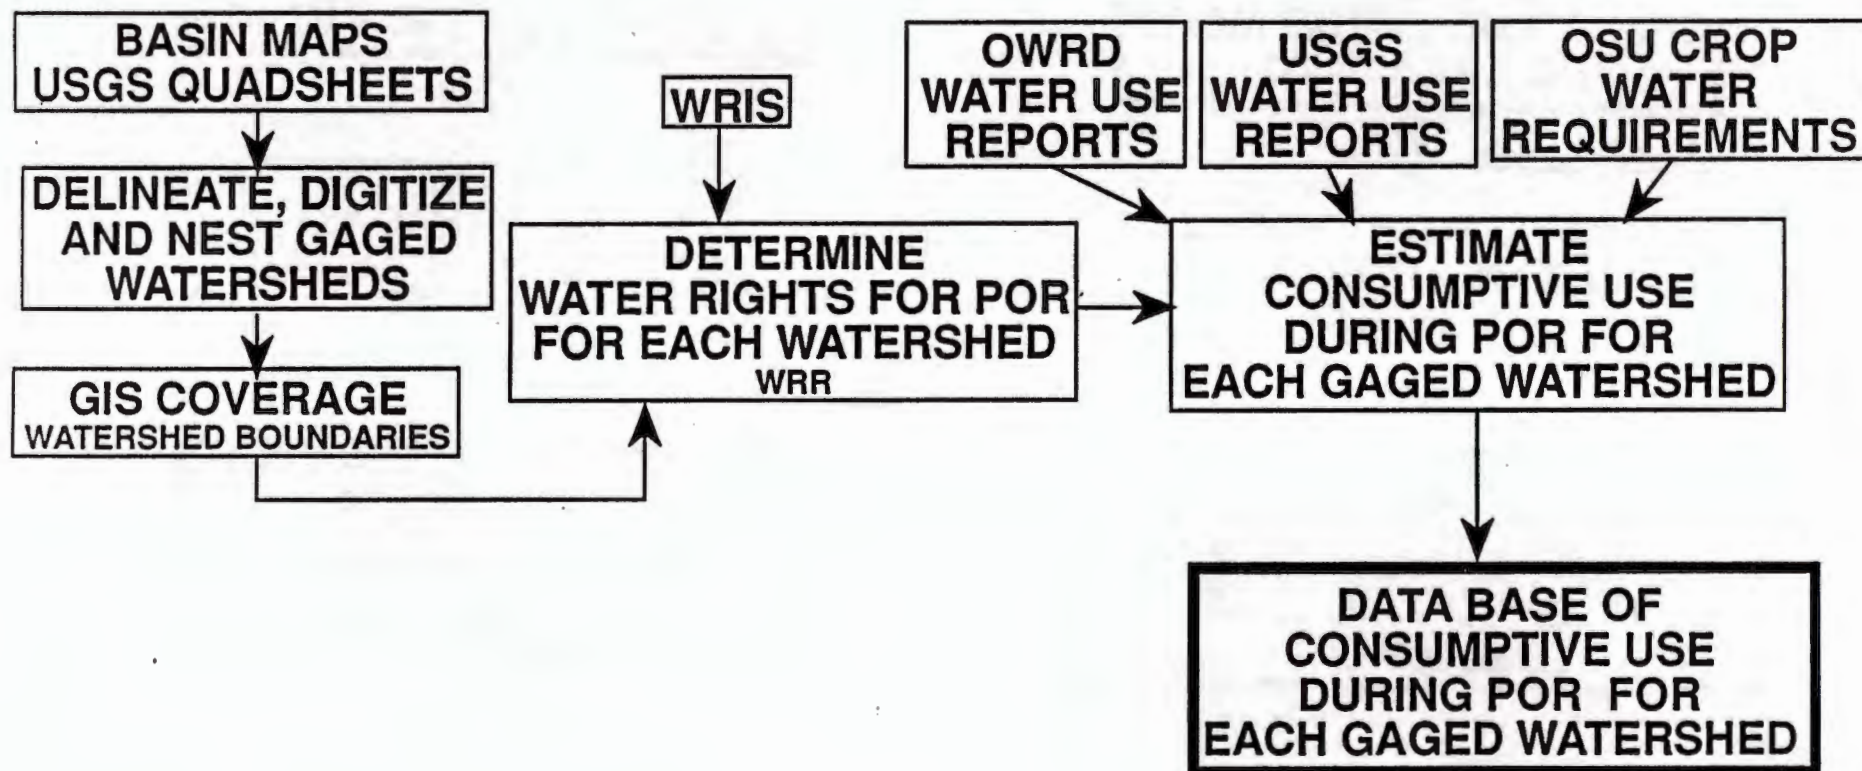 BASIN MAPS
USGS QUADSHEETS
DELINEATE, DIGITIZE
AND NEST GAGED
WATERSHEDS
GIS COVERAGE
WATERSHED BOUNDARIES
WRIS
DETERMINE
WATER RIGHTS FOR POR
FOR EACH WATERSHED
WRR
OWRD
WATER USE
REPORTS
USGS
WATER USE
REPORTS
OSU CROP
WATER
REQUIREMENTS
ESTIMATE
CONSUMPTIVE USE
DURING POR FOR
EACH GAGED WATERSHED
DATA BASE OF
CONSUMPTIVE USE
DURING POR FOR
EACH GAGED WATERSHED